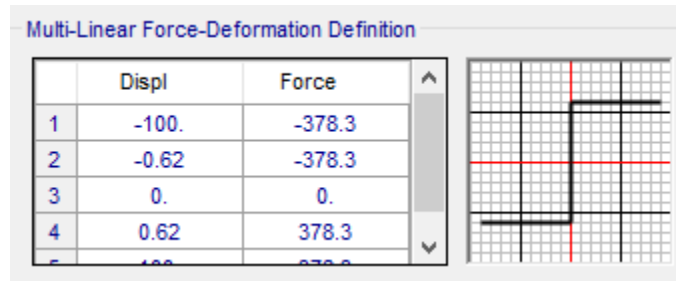 Multi-Linear Force-Deformation Definition
Displ Force
1 -100. -378.3
2 -0.62 -378.3
3 0. 0.
4 0.62 378.3